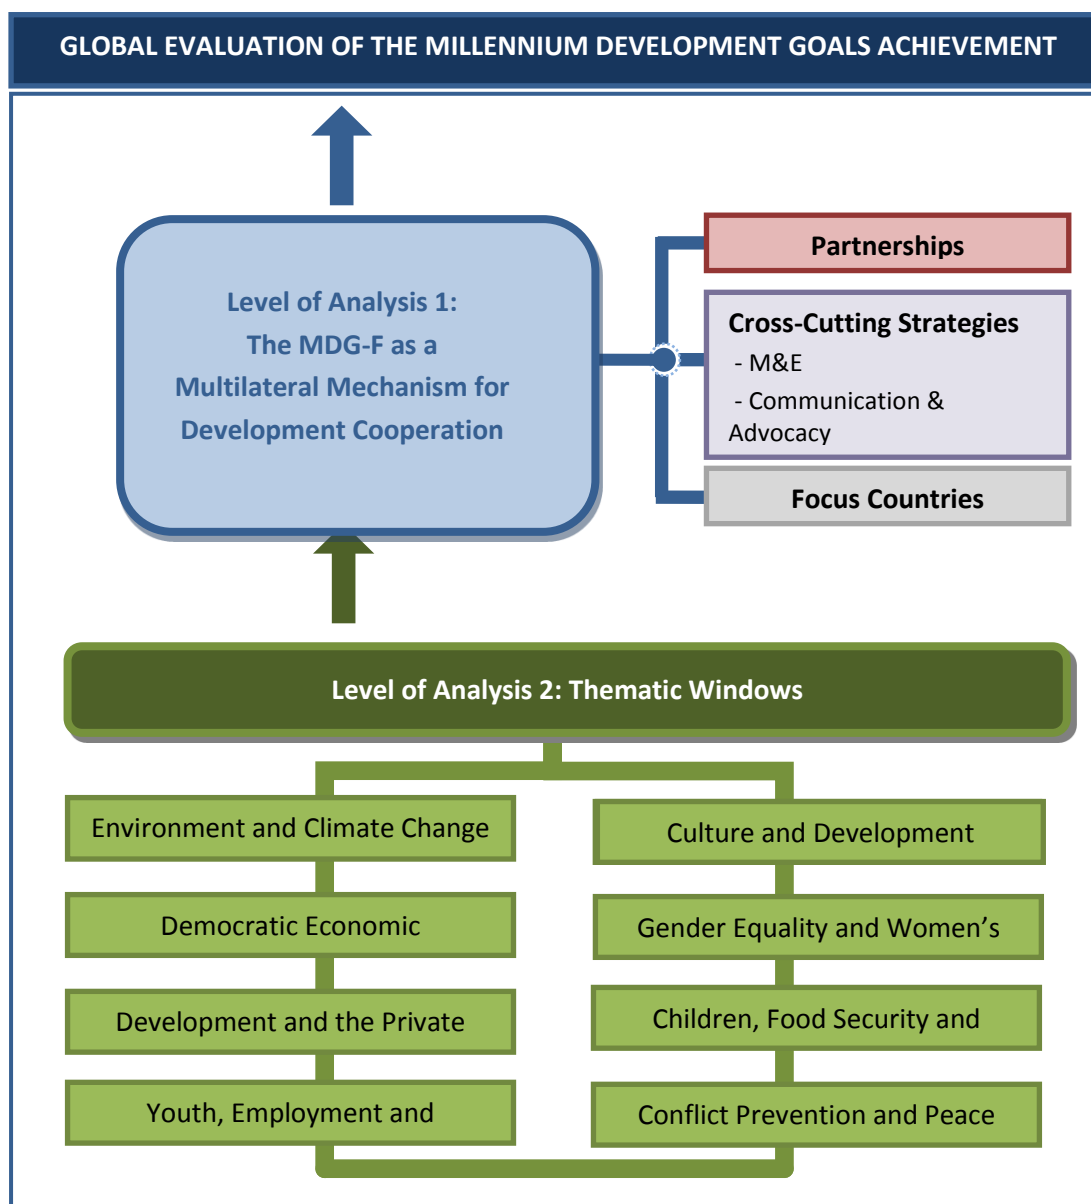 GLOBAL EVALUATION OF THE MILLENNIUM DEVELOPMENT GOALS ACHIEVEMENT
Level of Analysis 1:
The MDG-F as a
Multilateral Mechanism for
Development Cooperation
Partnerships
Cross-Cutting Strategies
- M&E
- Communication &
Advocacy
Focus Countries
Level of Analysis 2: Thematic Windows
Environment and Climate Change
Democratic Economic
Development and the Private
Youth, Employment and
Culture and Development
Gender Equality and Women’s
Children, Food Security and
Conflict Prevention and Peace